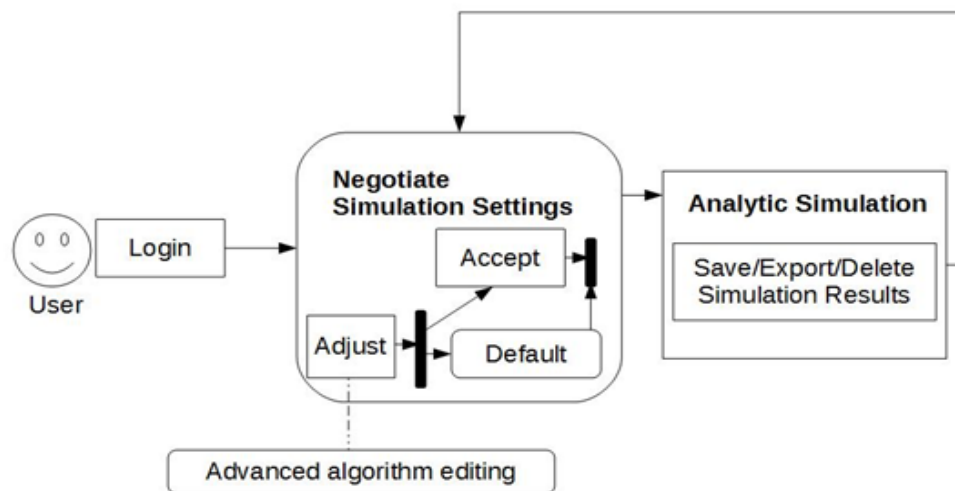 Negotiate
Simulation Settings
Analytic Simulation
Login
Accept
Save/Export/Delete
Simulation Results
User
Adjust
Default
Advanced algorithm editing